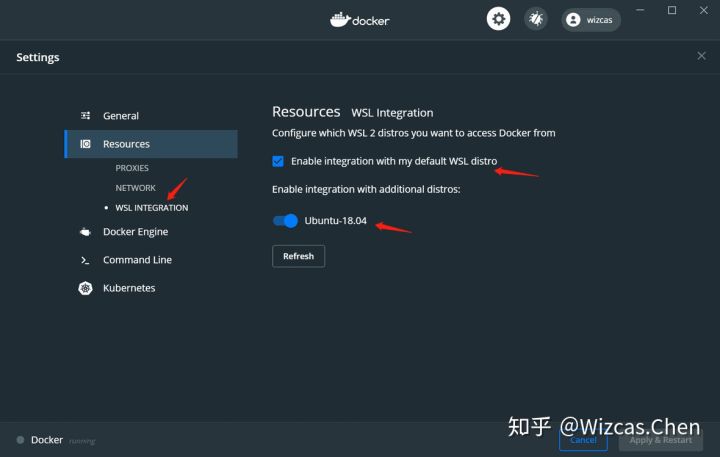 docker
wizcas
Settings
General
Resources
PROXIES
NETWORK
WSL INTEGRATION
Docker Engine
Command Line
Kubernetes
Resources WSL Integration
Configure which WSL 2 distros you want to access Docker from
Enable integration with my default WSL distro
Enable integration with additional distros:
Ubuntu-18.04
Refresh
Docker running
Cancel
Apply & Restart
知乎 @Wizcas.Chen